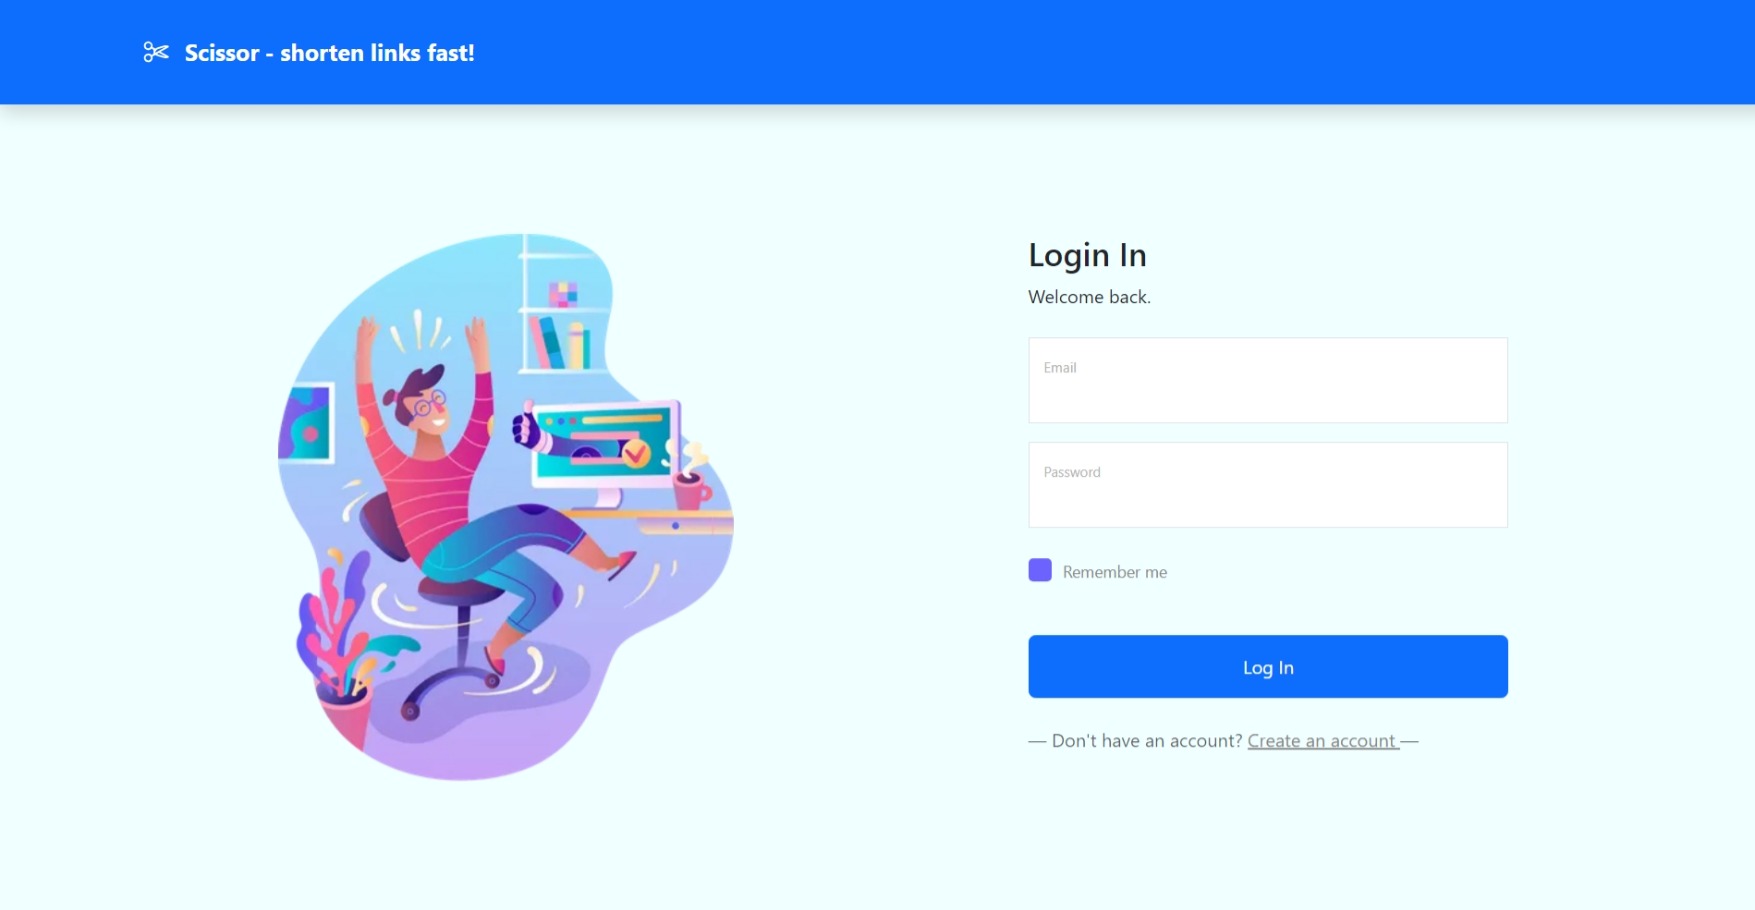 Scissor - shorten links fast!
Login In
Welcome back.
Email
Password
Remember me
Log In
— Don't have an account? Create an account —